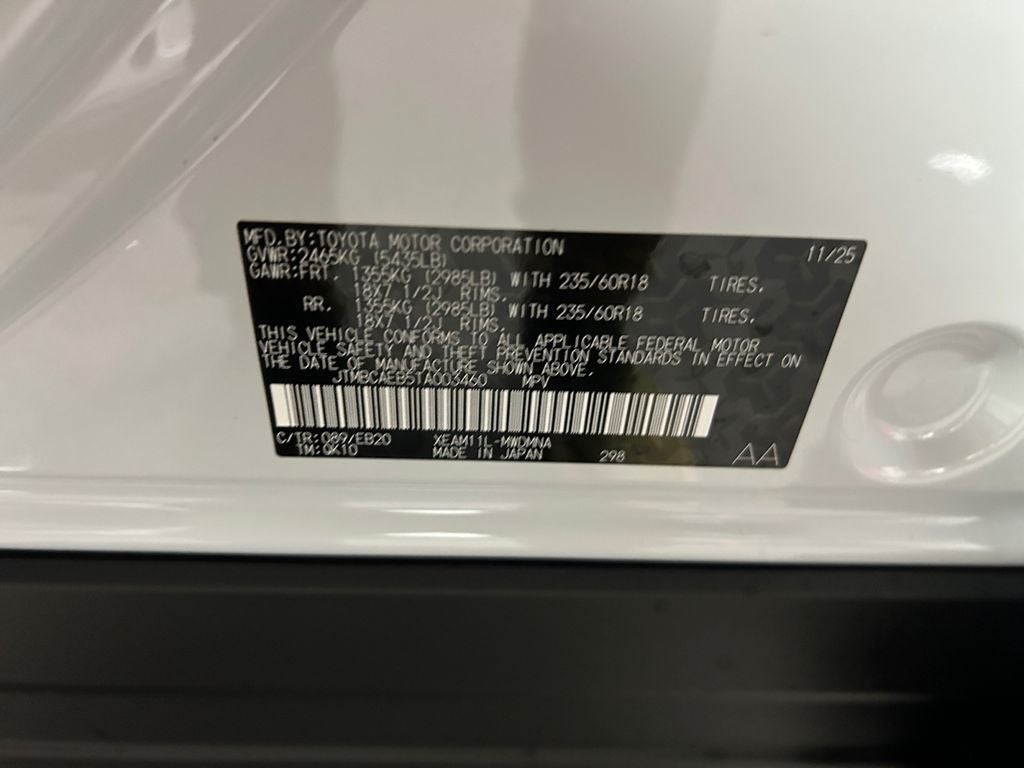 MFD.BY:TOYOTA MOTOR CORPORATION 11/25
GVWR:2465KG (5435LB)
GAWR:FRT. 1355KG (2985LB) WITH 235/60R18 TIRES,
18X7 1/2J RIMS,
RR. 1355KG (2985LB) WITH 235/60R18 TIRES,
18X7 1/2J RIMS,
THIS VEHICLE CONFORMS TO ALL APPLICABLE FEDERAL MOTOR
VEHICLE SAFETY AND THEFT PREVENTION STANDARDS IN EFFECT ON
THE DATE OF MANUFACTURE SHOWN ABOVE.
JTMBCAEB5TA003460 MPV
C/TR:089/EB20 XEAM11L-MWDMNA
TM:QK10 MADE IN JAPAN 298 AA